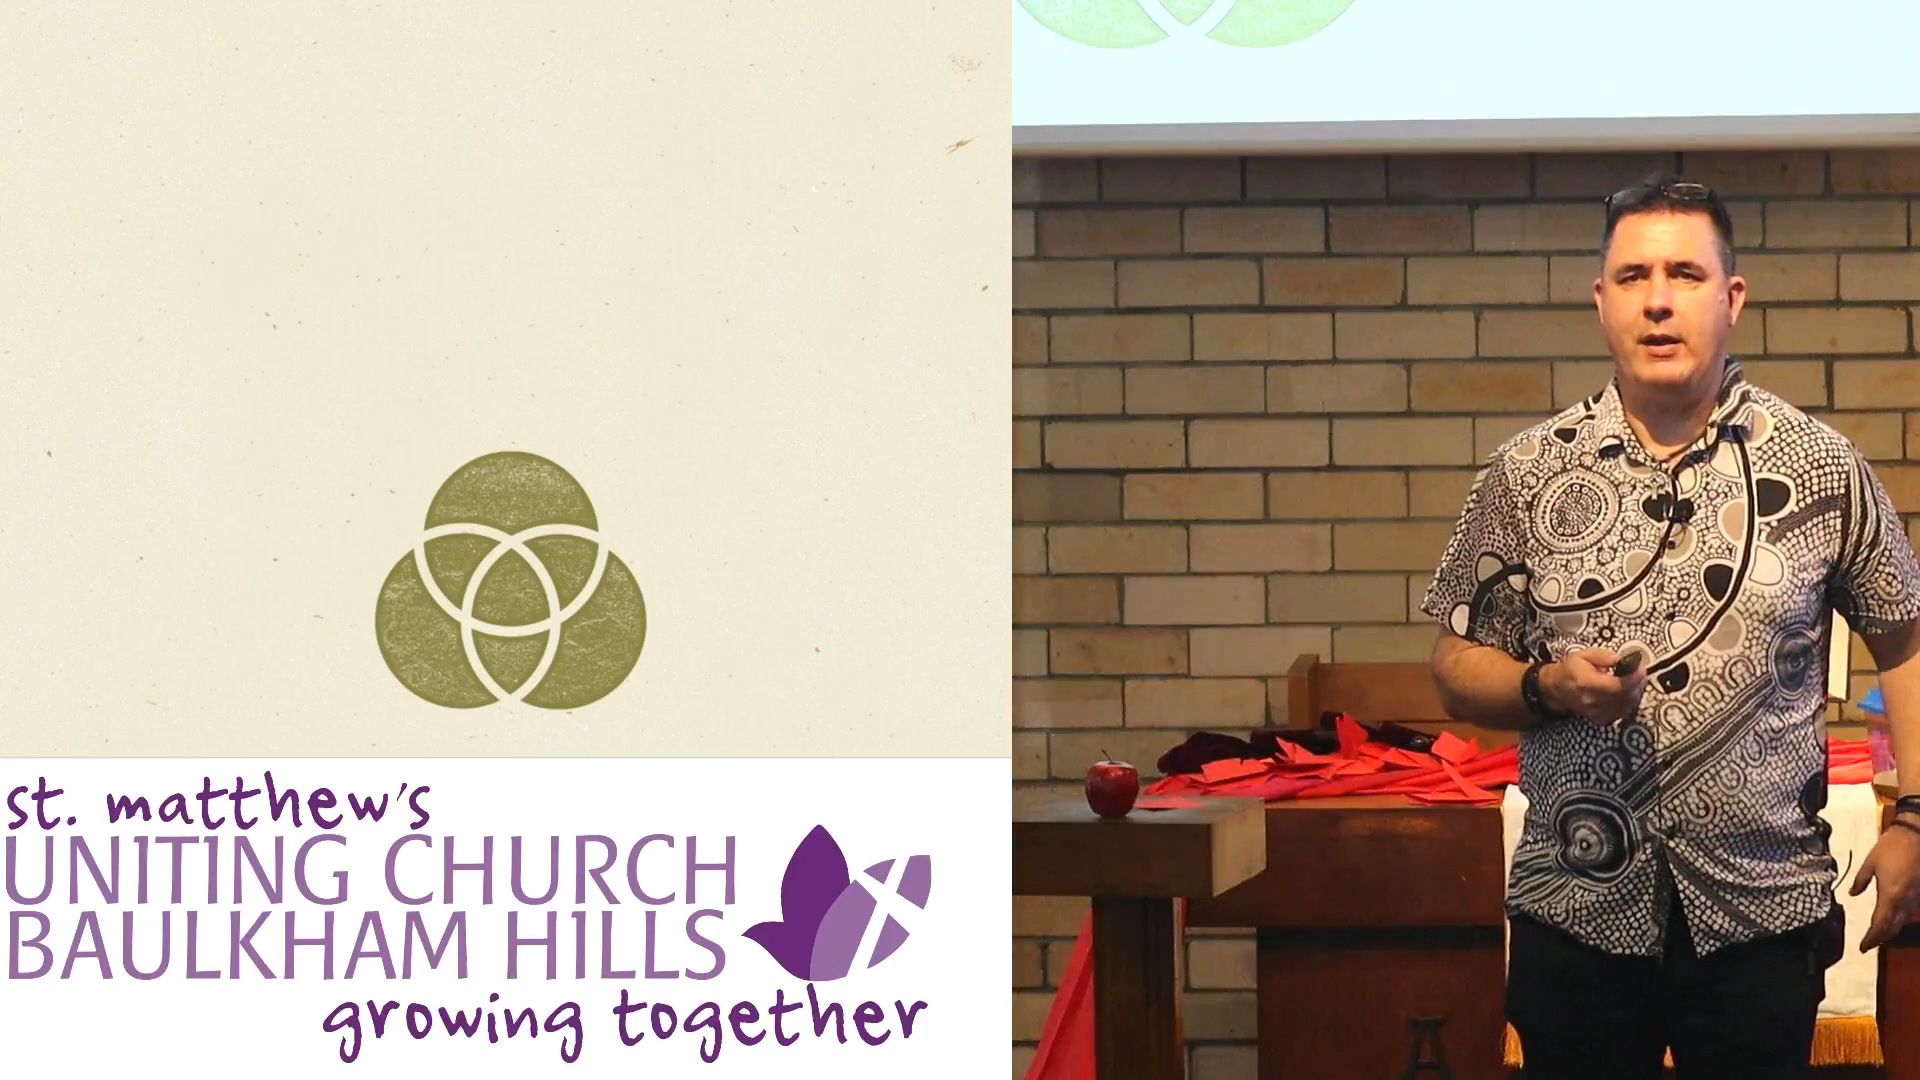 st. matthew's
UNITING CHURCH
BAULKHAM HILLS
growing together